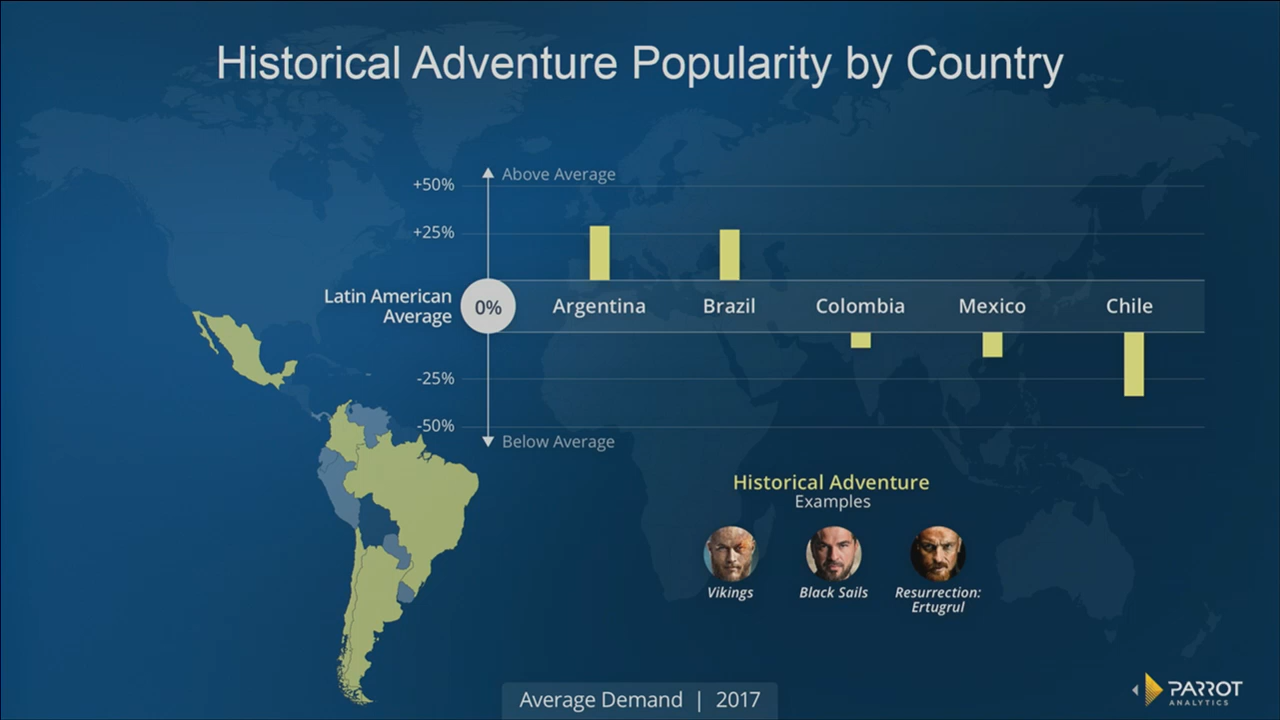 Historical Adventure Popularity by Country
Above Average
+50%
+25%
Latin American
Average
0%
Argentina
Brazil
Colombia
Mexico
Chile
-25%
-50%
Below Average
Historical Adventure
Examples
Vikings
Black Sails
Resurrection:
Ertugrul
Average Demand | 2017
PARROT
ANALYTICS